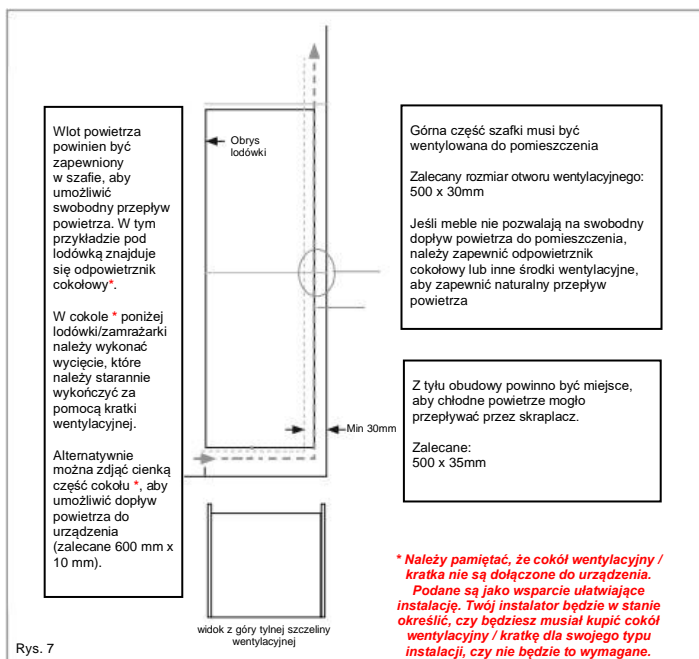 Wlot powietrza
powinien być
zapewniony
w szafie, aby
umożliwić
swobodny przepływ
powietrza. W tym
przykładzie pod
lodówką znajduje
się odpowietrznik
cokołowy*.
W cokole * poniżej
lodówki/zamrażarki
należy wykonać
wycięcie, które
należy starannie
wykończyć za
pomocą kratki
wentylacyjnej.
Alternatywnie
można zdjąć cienką
część cokołu *, aby
umożliwić dopływ
powietrza do
urządzenia
(zalecane 600 mm x
10 mm).
Obrys
lodówki
Min 30mm
widok z góry tylnej szczeliny
wentylacyjnej
Górna część szafki musi być
wentylowana do pomieszczenia
Zalecany rozmiar otworu wentylacyjnego:
500 x 30mm
Jeśli meble nie pozwalają na swobodny
dopływ powietrza do pomieszczenia,
należy zapewnić odpowietrznik
cokołowy lub inne środki wentylacyjne,
aby zapewnić naturalny przepływ
powietrza
Z tyłu obudowy powinno być miejsce,
aby chłodne powietrze mogło
przepływać przez skraplacz.
Zalecane:
500 x 35mm
* Należy pamiętać, że cokół wentylacyjny /
kratka nie są dołączone do urządzenia.
Podane są jako wsparcie ułatwiające
instalację. Twój instalator będzie w stanie
określić, czy będziesz musiał kupić cokół
wentylacyjny / kratkę dla swojego typu
instalacji, czy nie będzie to wymagane.
Rys. 7